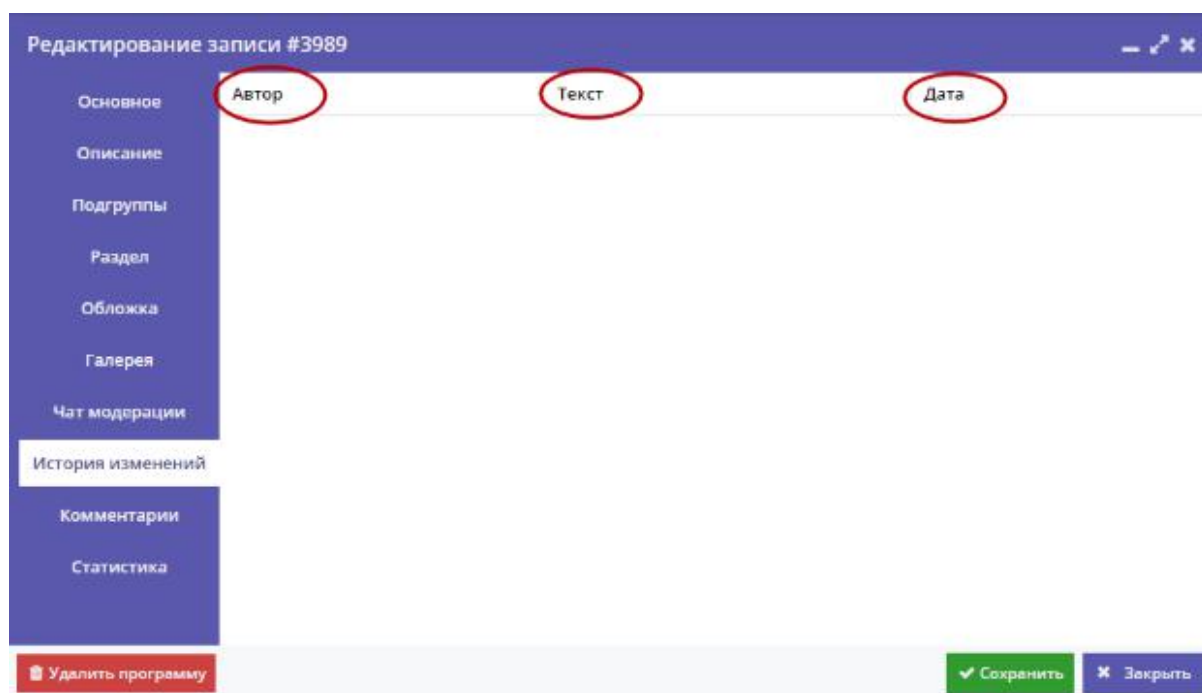 Редактирование записи #3989
Автор Текст Дата
Основное
Описание
Подгруппы
Раздел
Обложка
Галерея
Чат модерации
История изменений
Комментарии
Статистика
Удалить программу Сохранить Закрыть